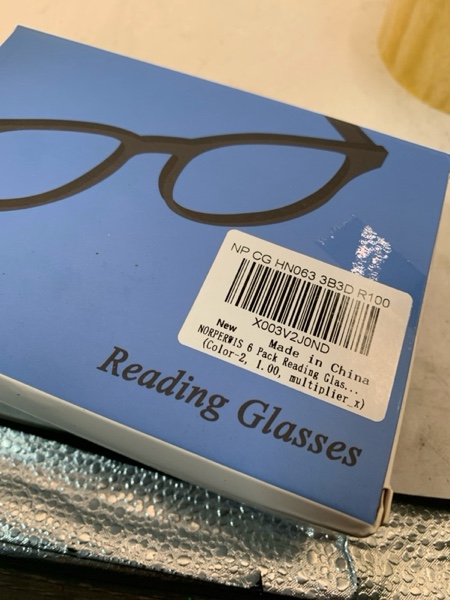 NP CG HN063 3B3D R100
X003V2J0ND
New Made in China
NORPERWIS 6 Pack Reading Glas...
(Color-2, 1.00, multiplier_x)
Reading Glasses